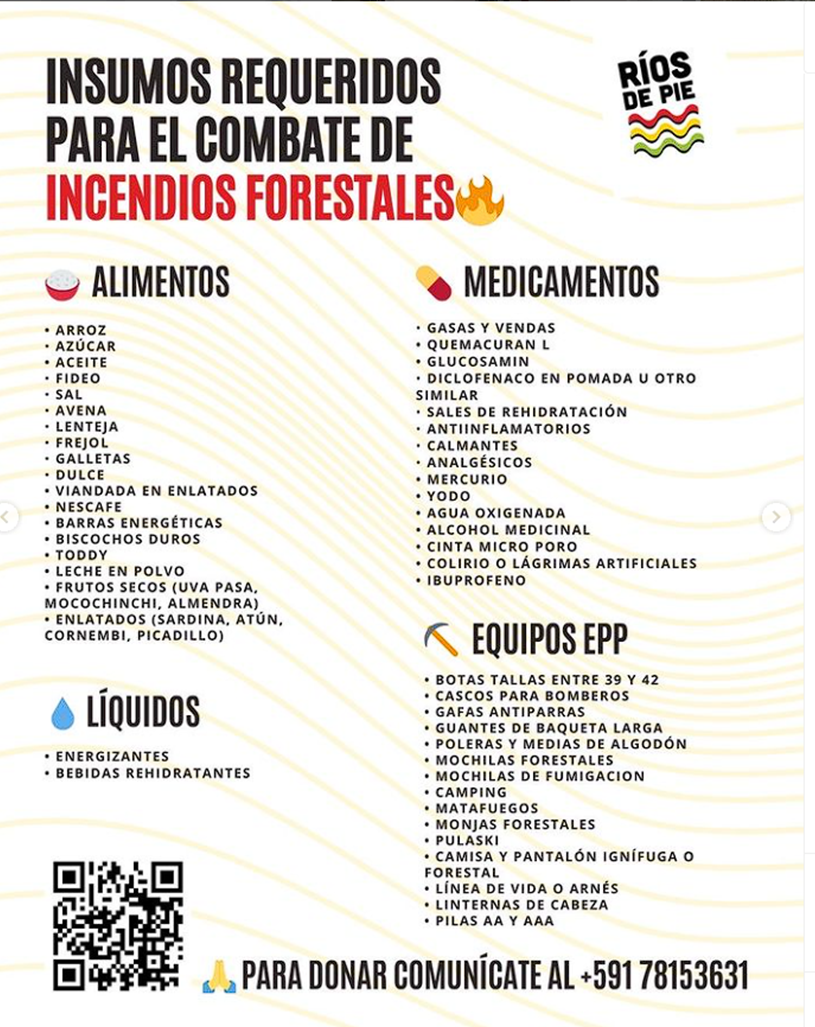 INSUMOS REQUERIDOS
PARA EL COMBATE DE
INCENDIOS FORESTALES
RÍOS
DE PIE
ALIMENTOS
• ARROZ
• AZÚCAR
• ACEITE
• FIDEO
• SAL
• AVENA
• LENTEJA
• FREJOL
• GALLETAS
• DULCE
• VIANDADA EN ENLATADOS
• NESCAFE
• BARRAS ENERGÉTICAS
• BISCOCHOS DUROS
• TODDY
• LECHE EN POLVO
• FRUTOS SECOS (UVA PASA,
MOCOCHINCHI, ALMENDRA)
• ENLATADOS (SARDINA, ATÚN,
CORNEMBI, PICADILLO)
LÍQUIDOS
• ENERGIZANTES
• BEBIDAS REHIDRATANTES
MEDICAMENTOS
• GASAS Y VENDAS
• QUEMACURAN L
• GLUCOSAMIN
• DICLOFENACO EN POMADA U OTRO
SIMILAR
• SALES DE REHIDRATACIÓN
• ANTIINFLAMATORIOS
• CALMANTES
• ANALGÉSICOS
• MERCURIO
• YODO
• AGUA OXIGENADA
• ALCOHOL MEDICINAL
• CINTA MICRO PORO
• COLIRIO O LÁGRIMAS ARTIFICIALES
• IBUPROFENO
EQUIPOS EPP
• BOTAS TALLAS ENTRE 39 Y 42
• CASCOS PARA BOMBEROS
• GAFAS ANTIPARRAS
• GUANTES DE BAQUETA LARGA
• POLERAS Y MEDIAS DE ALGODÓN
• MOCHILAS FORESTALES
• MOCHILAS DE FUMIGACION
• CAMPING
• MATAFUEGOS
• MONJAS FORESTALES
• PULASKI
• CAMISA Y PANTALÓN IGNÍFUGA O
FORESTAL
• LÍNEA DE VIDA O ARNÉS
• LINTERNAS DE CABEZA
• PILAS AA Y AAA
PARA DONAR COMUNÍCATE AL +591 78153631